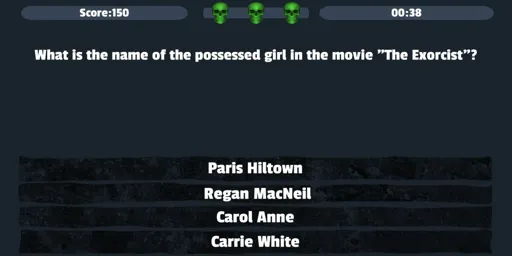 Score:150
00:38
What is the name of the possessed girl in the movie "The Exorcist"?
Paris Hiltown
Regan MacNeil
Carol Anne
Carrie White